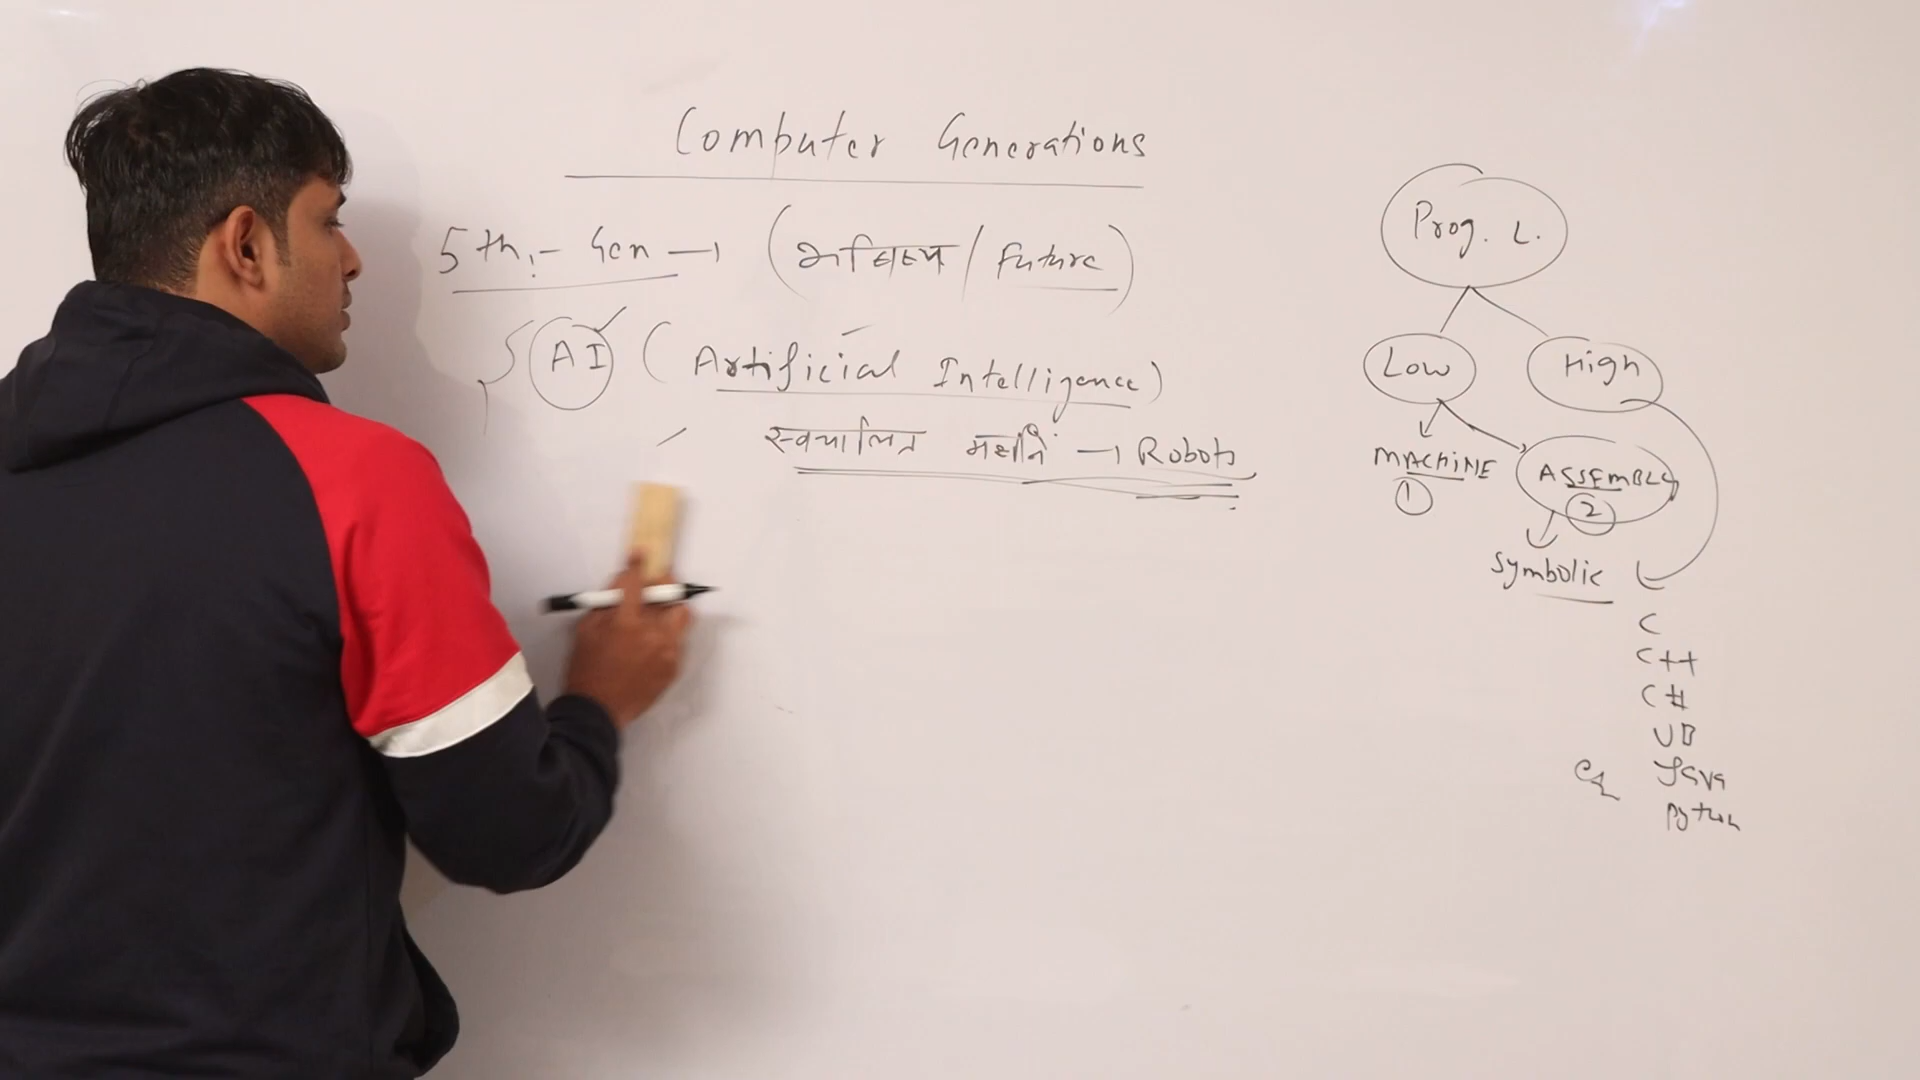 Computer Generations
5th - Gen → (भविष्य / Future)
AI (Artificial Intelligence)
स्वचालित मशीन → Robots
Prog. L.
Low High
MACHINE ASSEMBLY
1 2
Symbolic
C
C++
C#
VB
Java
Python